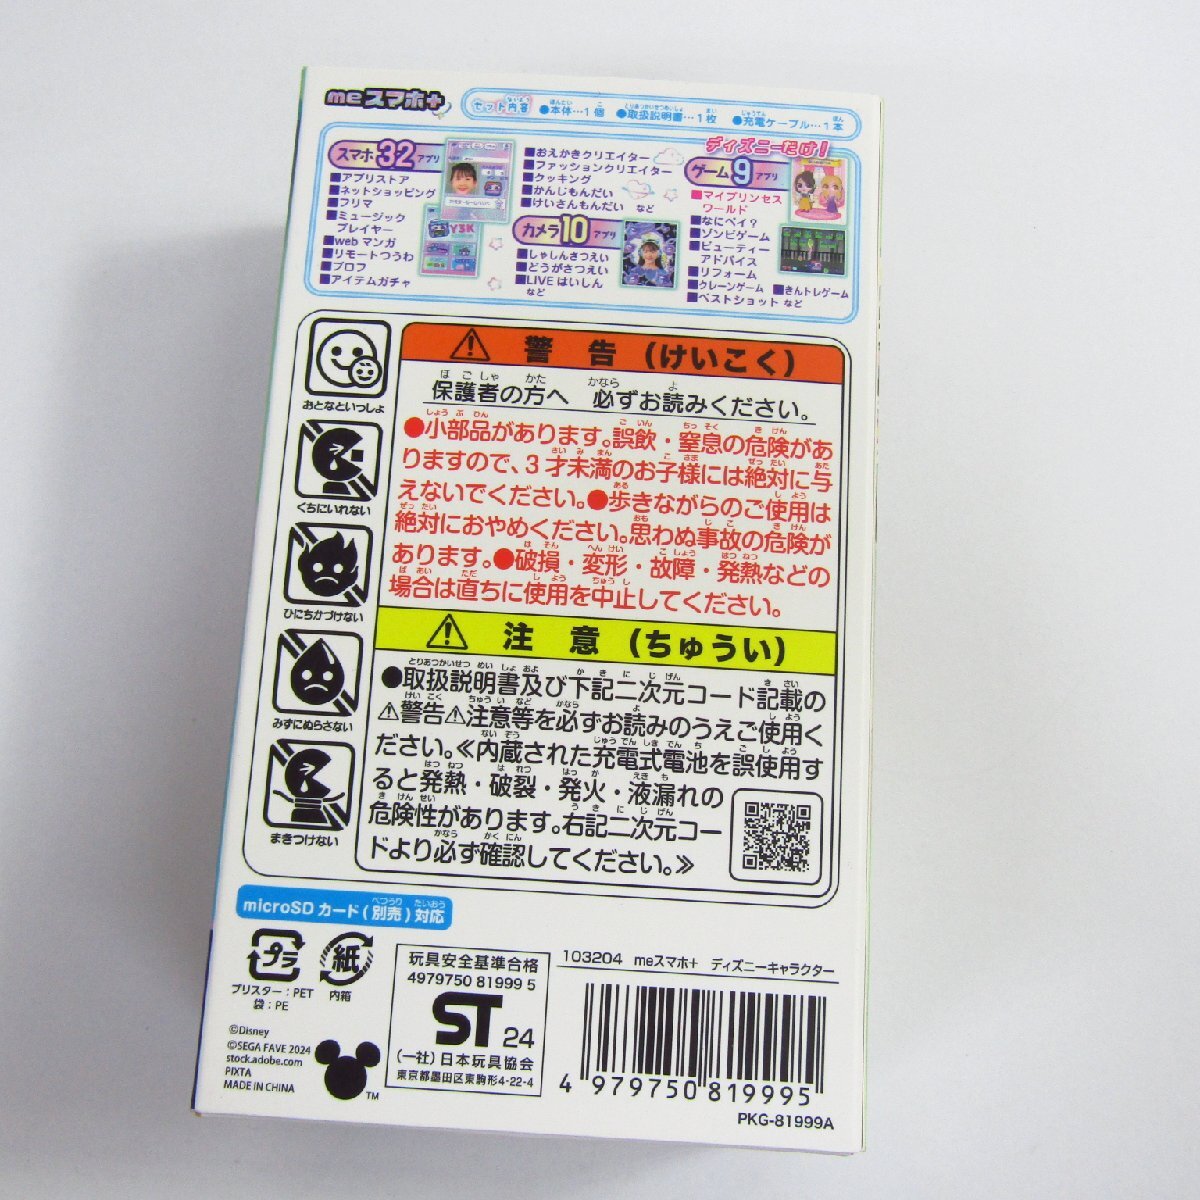 meスマホ+
セット内容 ●本体…1個 ●取扱説明書…1枚 ●充電ケーブル…1本
スマホ32アプリ
■アプリストア
■ネットショッピング
■フリマ
■ミュージック
プレイヤー
■webマンガ
■リモートつうわ
■プロフ
■アイテムガチャ
Y3K
■おえかきクリエイター
■ファッションクリエイター
■クッキング
■かんじもんだい
■けいさんもんだい など
カメラ10アプリ
■しゃしんさつえい
■どうがさつえい
■LIVEはいしん
など
ディズニーだけ!
ゲーム9アプリ
■マイプリンセス
ワールド
■なにペイ?
■ゾンビゲーム
■ビューティー
アドバイス
■リフォーム
■クレーンゲーム ■きんトレゲーム
■ベストショット など
おとなといっしょ
くちにいれない
ひにちかづけない
みずにぬらさない
まきつけない
⚠ 警告(けいこく)
保護者の方へ 必ずお読みください。
●小部品があります。誤飲・窒息の危険があ
りますので、3才未満のお子様には絶対に与
えないでください。●歩きながらのご使用は
絶対におやめください。思わぬ事故の危険が
あります。●破損・変形・故障・発熱などの
場合は直ちに使用を中止してください。
⚠ 注意(ちゅうい)
●取扱説明書及び下記二次元コード記載の
⚠警告⚠注意等を必ずお読みのうえご使用く
ださい。≪内蔵された充電式電池を誤使用す
ると発熱・破裂・発火・液漏れの
危険性があります。右記二次元コー
ドより必ず確認してください。≫
microSDカード(別売)対応
プラ
ブリスター:PET
袋:PE
紙
内箱
©Disney
©SEGA FAVE 2024
stock.adobe.com
PIXTA
MADE IN CHINA
TM
玩具安全基準合格
4979750 81999 5
ST 24
(一社)日本玩具協会
東京都墨田区東駒形4-22-4
103204 meスマホ+ ディズニーキャラクター
4 979750 819995
PKG-81999A